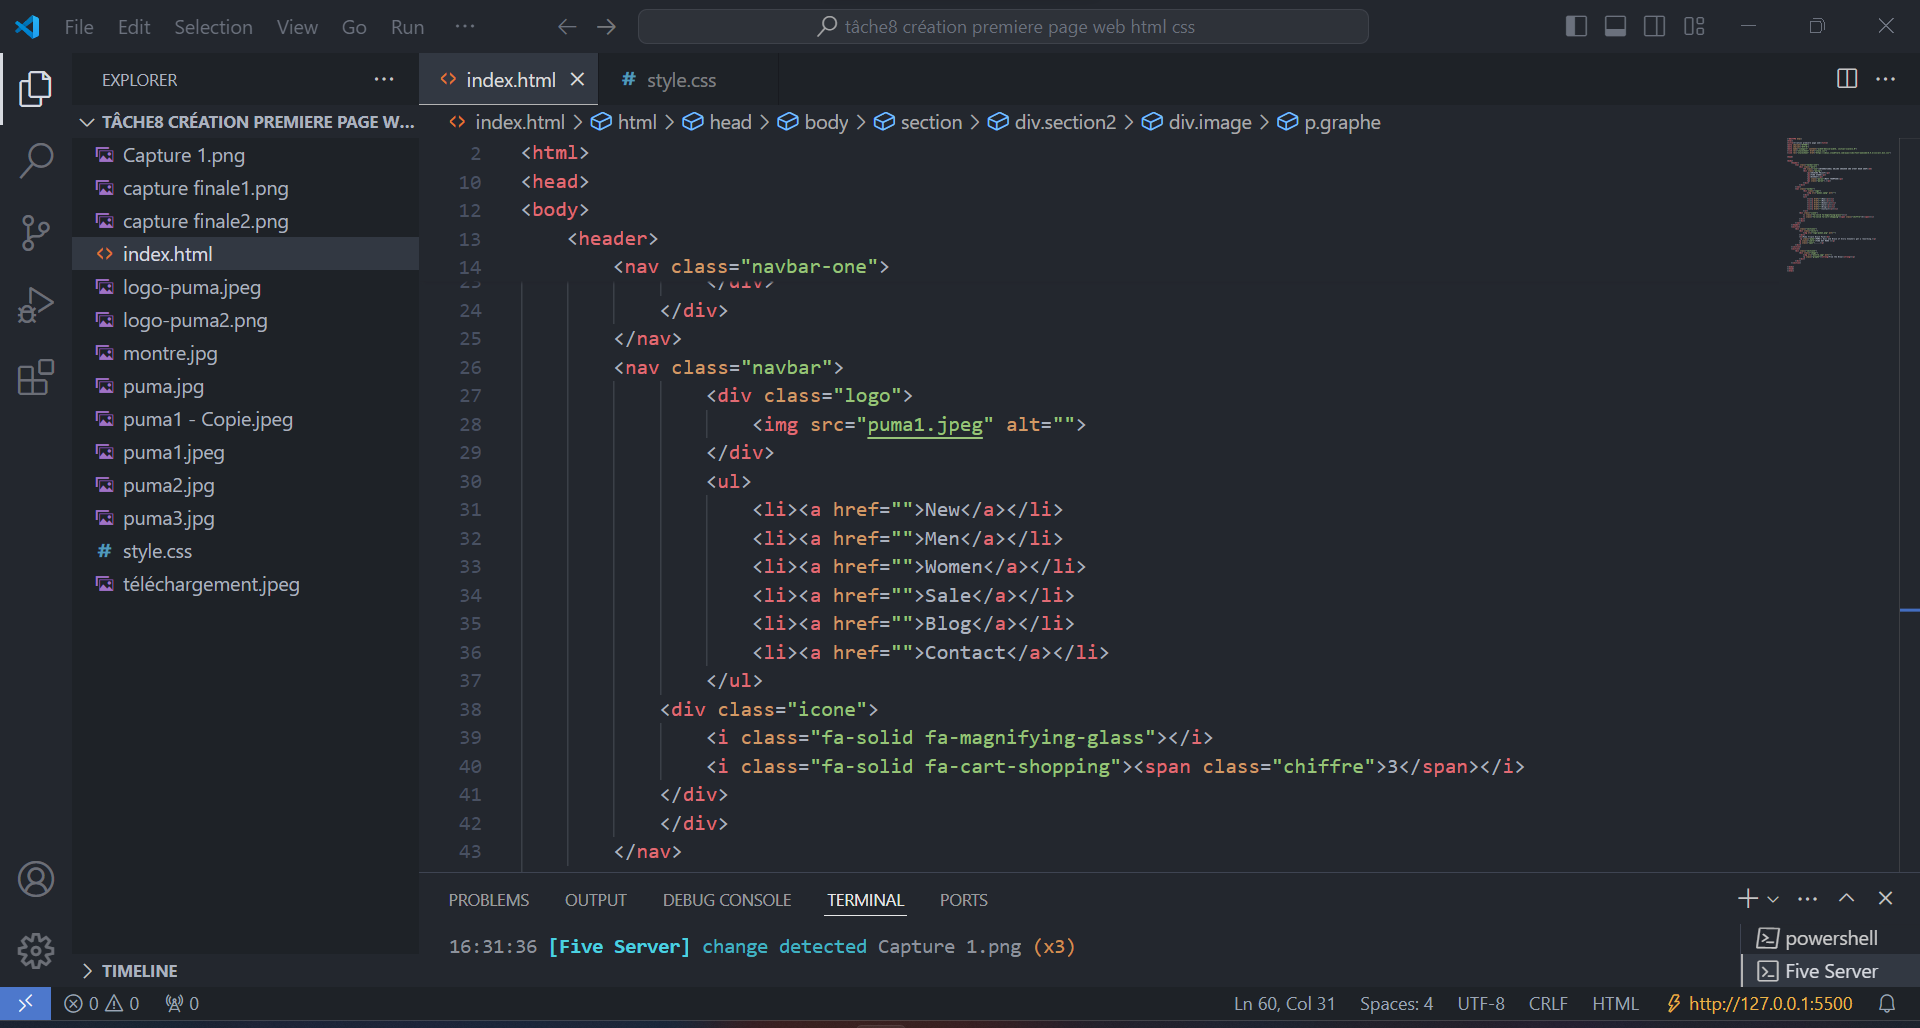 File Edit Selection View Go Run ···
tâche8 création premiere page web html css
EXPLORER
TÂCHE8 CRÉATION PREMIERE PAGE W...
Capture 1.png
capture finale1.png
capture finale2.png
index.html
logo-puma.jpeg
logo-puma2.png
montre.jpg
puma.jpg
puma1 - Copie.jpeg
puma1.jpeg
puma2.jpg
puma3.jpg
# style.css
téléchargement.jpeg
TIMELINE
index.html
# style.css
index.html > html > head > body > section > div.section2 > div.image > p.graphe
2 <html>
10 <head>
12 <body>
13 <header>
14 <nav class="navbar-one">
23 </div>
24 </div>
25 </nav>
26 <nav class="navbar">
27 <div class="logo">
28 <img src="puma1.jpeg" alt="">
29 </div>
30 <ul>
31 <li><a href="">New</a></li>
32 <li><a href="">Men</a></li>
33 <li><a href="">Women</a></li>
34 <li><a href="">Sale</a></li>
35 <li><a href="">Blog</a></li>
36 <li><a href="">Contact</a></li>
37 </ul>
38 <div class="icone">
39 <i class="fa-solid fa-magnifying-glass"></i>
40 <i class="fa-solid fa-cart-shopping"><span class="chiffre">3</span></i>
41 </div>
42 </div>
43 </nav>
PROBLEMS OUTPUT DEBUG CONSOLE TERMINAL PORTS
16:31:36 [Five Server] change detected Capture 1.png (x3)
powershell
Five Server
0 0 0
Ln 60, Col 31 Spaces: 4 UTF-8 CRLF HTML http://127.0.0.1:5500